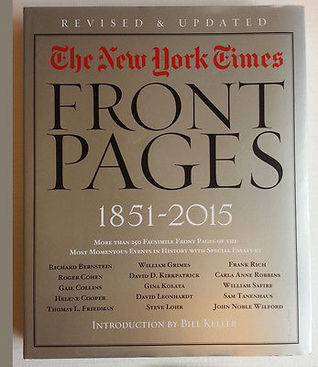 REVISED & UPDATED
The New York Times
FRONT
PAGES
1851-2015
MORE THAN 250 FACSIMILE FRONT PAGES OF THE
MOST MOMENTOUS EVENTS IN HISTORY WITH SPECIAL ESSAYS BY
RICHARD BERNSTEIN
ROGER COHEN
GAIL COLLINS
HELENE COOPER
THOMAS L. FRIEDMAN
WILLIAM GRIMES
DAVID D. KIRKPATRICK
GINA KOLATA
DAVID LEONHARDT
STEVE LOHR
FRANK RICH
CARLA ANNE ROBBINS
WILLIAM SAFIRE
SAM TANENHAUS
JOHN NOBLE WILFORD
INTRODUCTION BY BILL KELLER